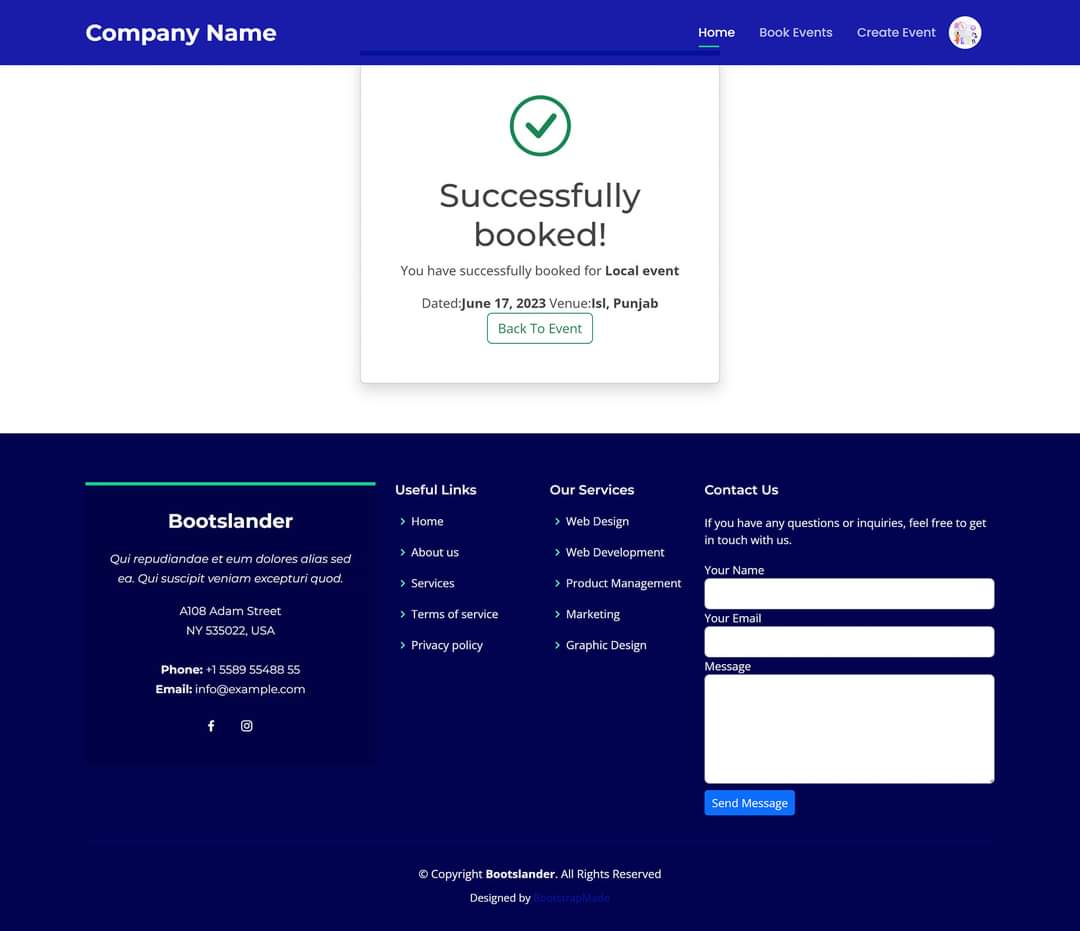 Company Name
Home
Book Events
Create Event
Successfully
booked!
You have successfully booked for Local event
Dated:June 17, 2023 Venue:Isl, Punjab
Back To Event
Bootslander
Qui repudiandae et eum dolores alias sed
ea. Qui suscipit veniam excepturi quod.
A108 Adam Street
NY 535022, USA
Phone: +1 5589 55488 55
Email: info@example.com
Useful Links
Home
About us
Services
Terms of service
Privacy policy
Our Services
Web Design
Web Development
Product Management
Marketing
Graphic Design
Contact Us
If you have any questions or inquiries, feel free to get
in touch with us.
Your Name
Your Email
Message
Send Message
© Copyright Bootslander. All Rights Reserved
Designed by BootstrapMade